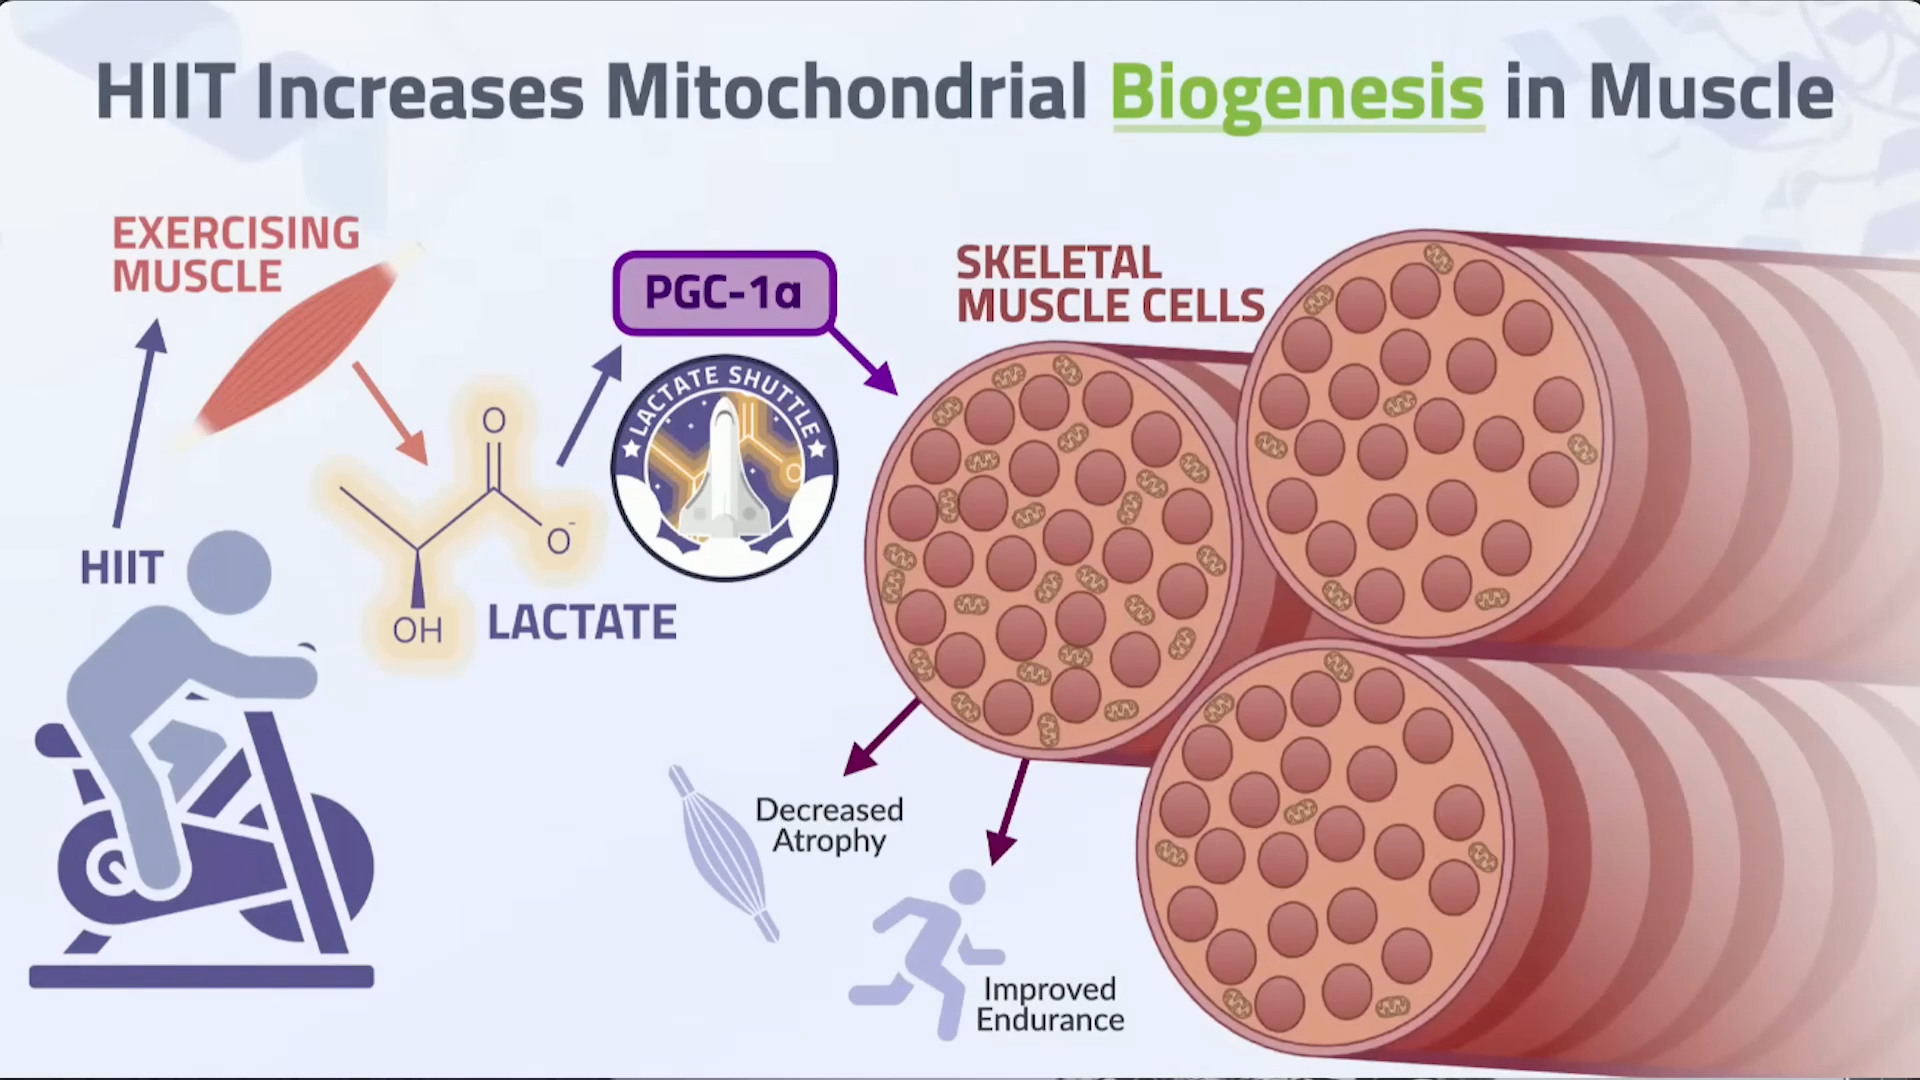 HIIT Increases Mitochondrial Biogenesis in Muscle
EXERCISING
MUSCLE
PGC-1α
SKELETAL
MUSCLE CELLS
LACTATE SHUTTLE
O
O
O⁻
HIIT
OH
LACTATE
Decreased
Atrophy
Improved
Endurance